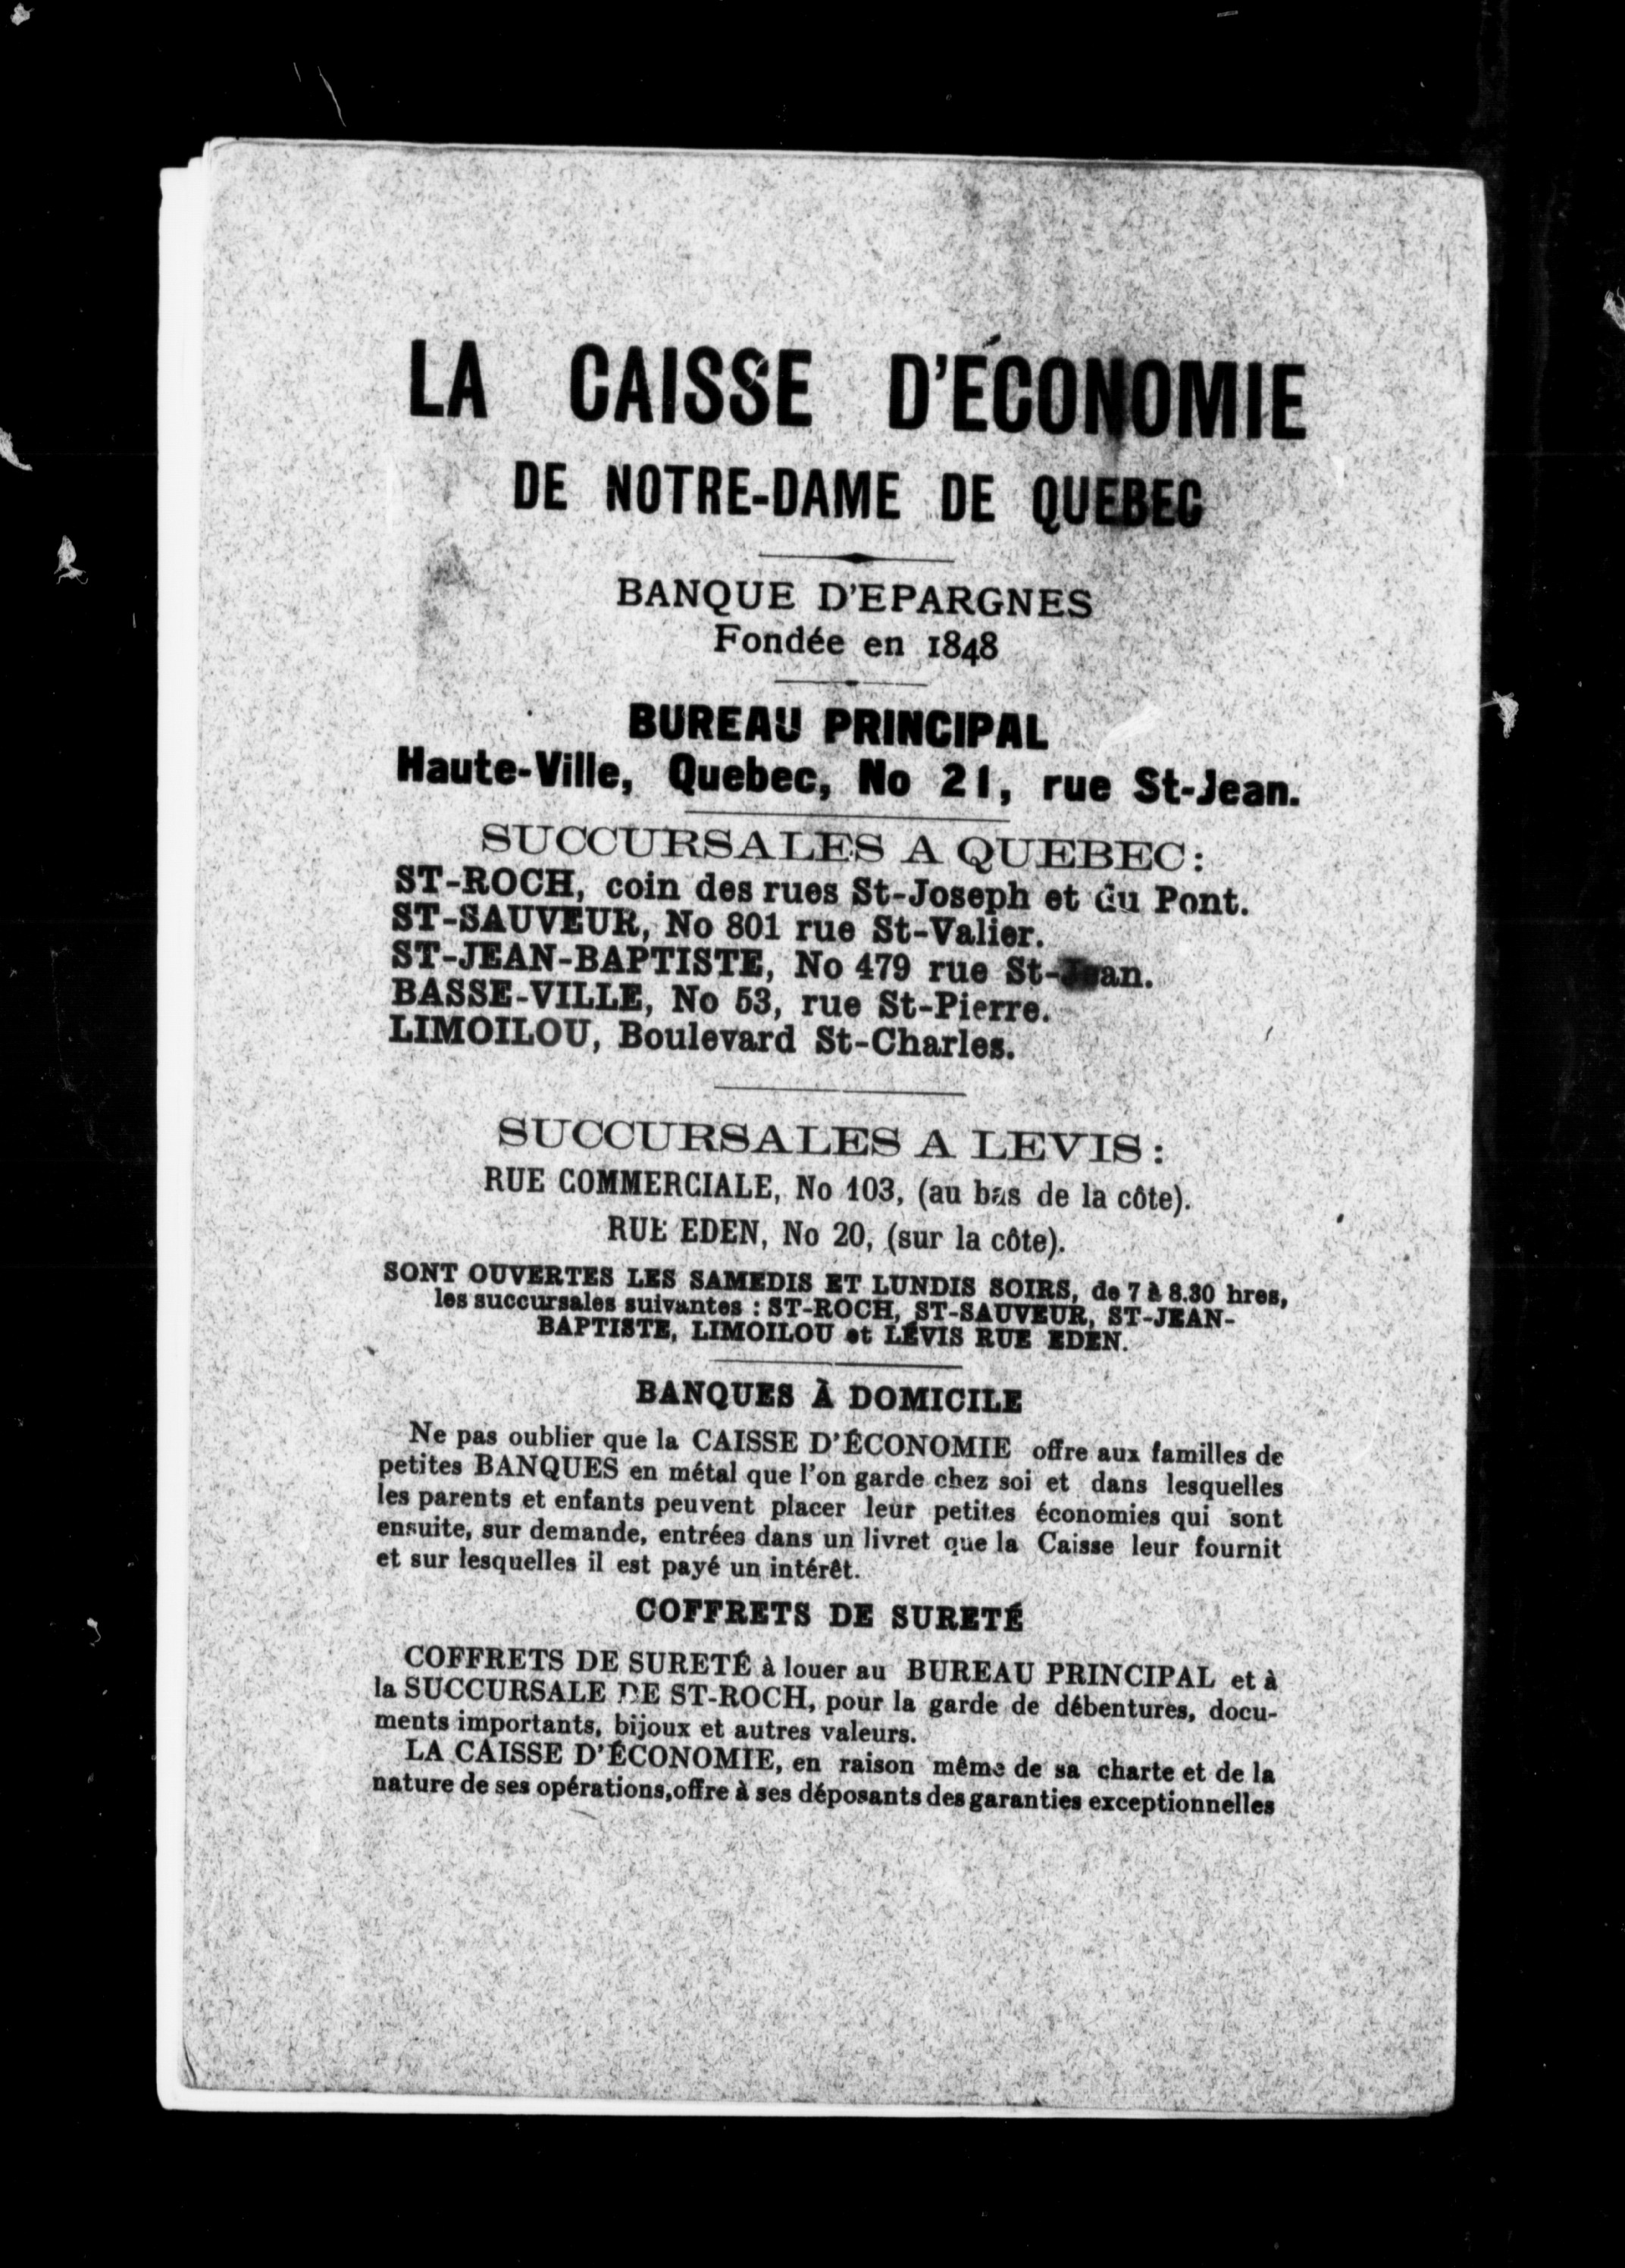 LA CAISSE D'ÉCONOMIE
DE NOTRE-DAME DE QUEBEC
BANQUE D'EPARGNES
Fondée en 1848
BUREAU PRINCIPAL
Haute-Ville, Quebec, No 21, rue St-Jean.
SUCCURSALES A QUEBEC:
ST-ROCH, coin des rues St-Joseph et du Pont.
ST-SAUVEUR, No 801 rue St-Valier.
ST-JEAN-BAPTISTE, No 479 rue St-Jean.
BASSE-VILLE, No 53, rue St-Pierre.
LIMOILOU, Boulevard St-Charles.
SUCCURSALES A LEVIS:
RUE COMMERCIALE, No 103, (au bas de la côte).
RUE EDEN, No 20, (sur la côte).
SONT OUVERTES LES SAMEDIS ET LUNDIS SOIRS, de 7 à 8.30 hres,
les succursales suivantes : ST-ROCH, ST-SAUVEUR, ST-JEAN-
BAPTISTE, LIMOILOU et LÉVIS RUE EDEN.
BANQUES À DOMICILE
Ne pas oublier que la CAISSE D'ÉCONOMIE offre aux familles de
petites BANQUES en métal que l'on garde chez soi et dans lesquelles
les parents et enfants peuvent placer leur petites économies qui sont
ensuite, sur demande, entrées dans un livret que la Caisse leur fournit
et sur lesquelles il est payé un intérêt.
COFFRETS DE SURETÉ
COFFRETS DE SURETÉ à louer au BUREAU PRINCIPAL et à
la SUCCURSALE DE ST-ROCH, pour la garde de débentures, docu-
ments importants, bijoux et autres valeurs.
LA CAISSE D'ÉCONOMIE, en raison même de sa charte et de la
nature de ses opérations,offre à ses déposants des garanties exceptionnelles